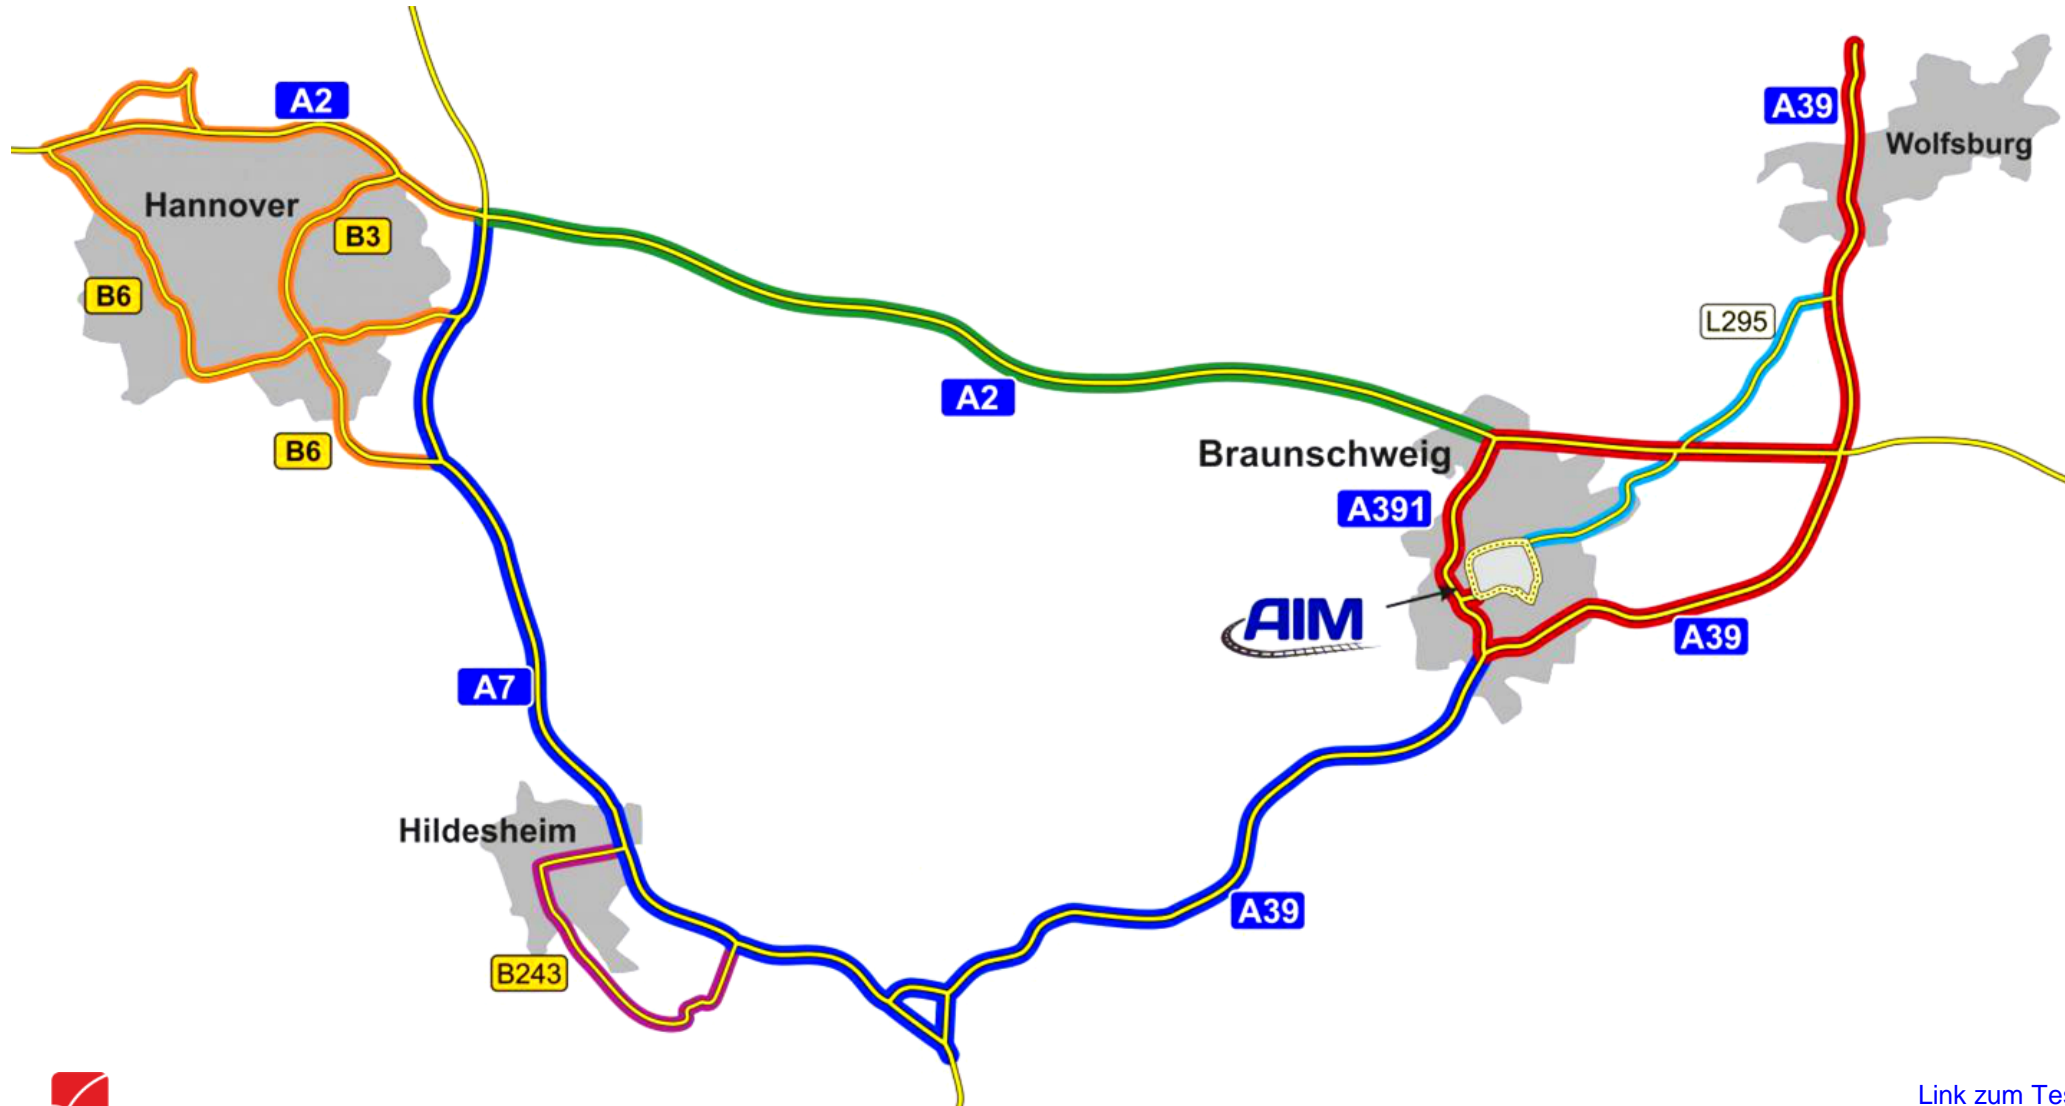 A2
A39
Wolfsburg
Hannover
B3
B6
L295
A2
B6
Braunschweig
A391
AIM
A39
A7
Hildesheim
A39
B243
Link zum Tes